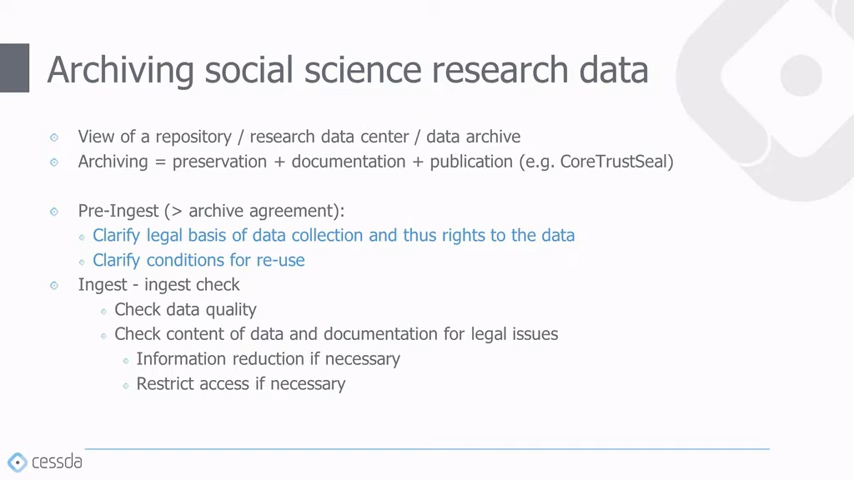 Archiving social science research data
View of a repository / research data center / data archive
Archiving = preservation + documentation + publication (e.g. CoreTrustSeal)
Pre-Ingest (> archive agreement):
Clarify legal basis of data collection and thus rights to the data
Clarify conditions for re-use
Ingest - ingest check
Check data quality
Check content of data and documentation for legal issues
Information reduction if necessary
Restrict access if necessary
cessda